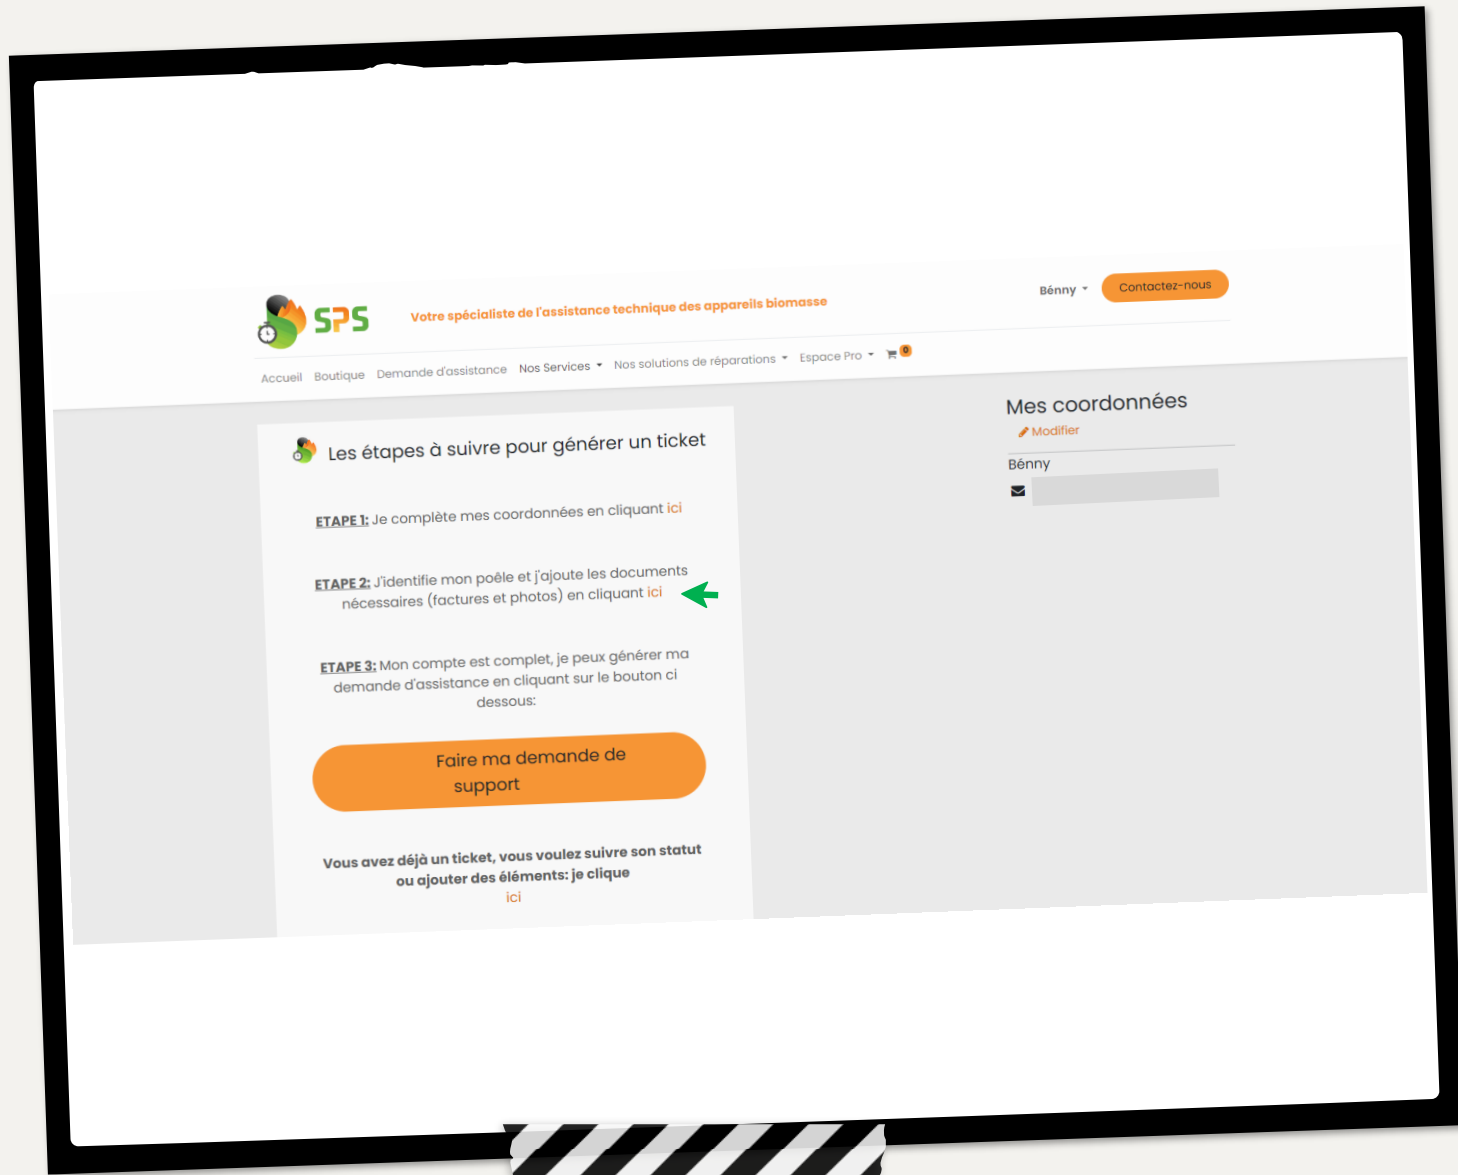 SPS
Votre spécialiste de l'assistance technique des appareils biomasse
Bénny
Contactez-nous
Accueil Boutique Demande d'assistance Nos Services Nos solutions de réparations Espace Pro 0
Les étapes à suivre pour générer un ticket
ETAPE 1: Je complète mes coordonnées en cliquant ici
ETAPE 2: J'identifie mon poêle et j'ajoute les documents
nécessaires (factures et photos) en cliquant ici
ETAPE 3: Mon compte est complet, je peux générer ma
demande d'assistance en cliquant sur le bouton ci
dessous:
Faire ma demande de
support
Vous avez déjà un ticket, vous voulez suivre son statut
ou ajouter des éléments: je clique
ici
Mes coordonnées
Modifier
Bénny